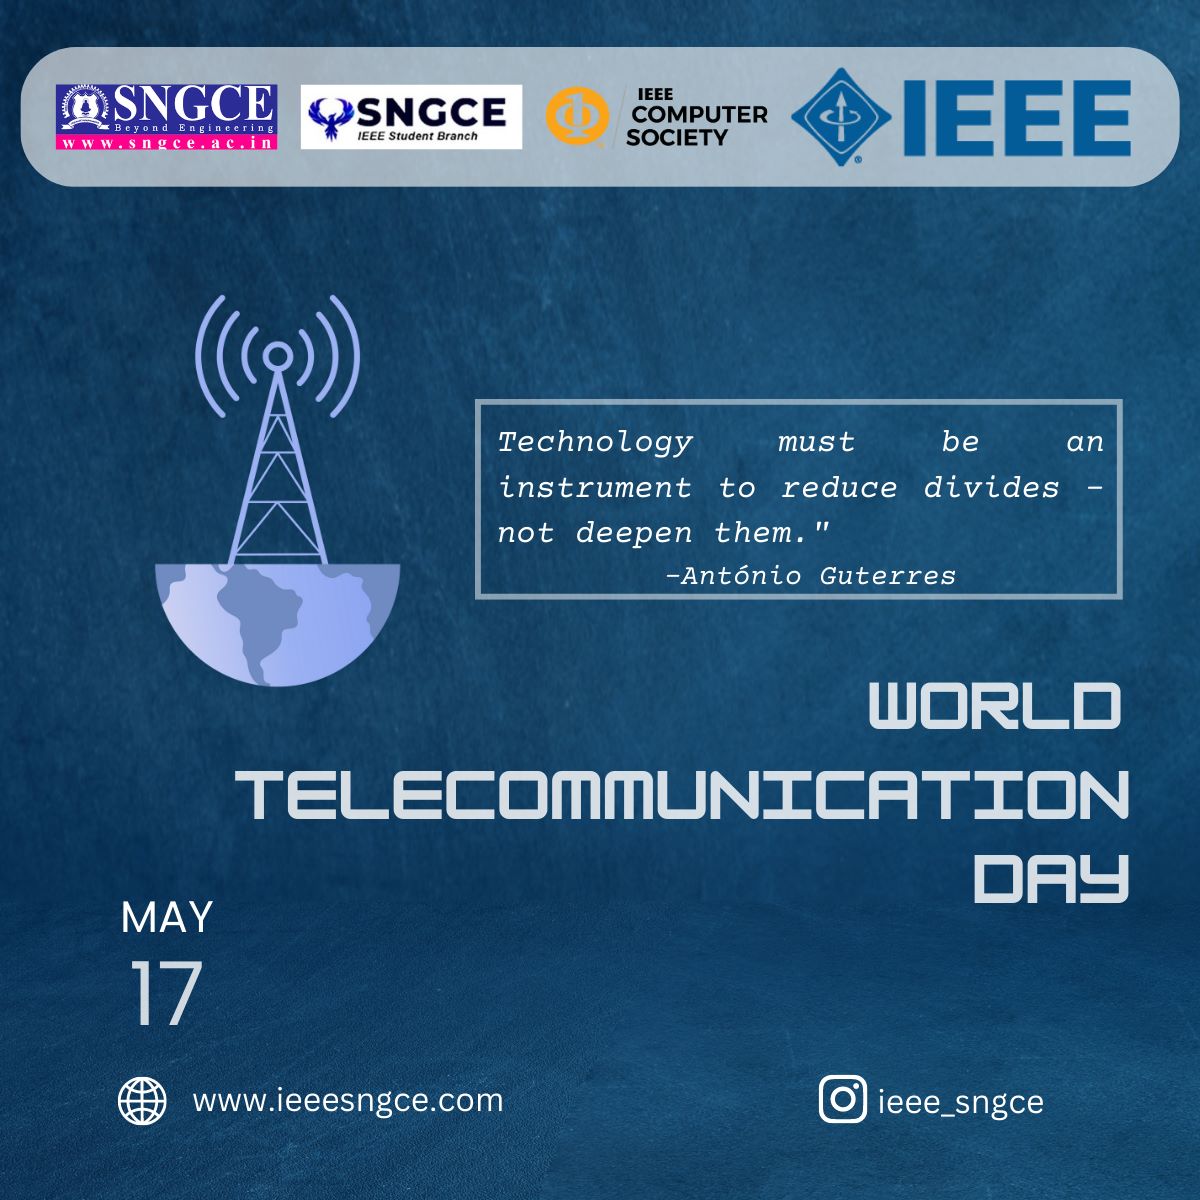 SNGCE
Beyond Engineering
www.sngce.ac.in
SNGCE
IEEE Student Branch
IEEE
COMPUTER
SOCIETY
IEEE
Technology must be an
instrument to reduce divides –
not deepen them."
-António Guterres
WORLD
TELECOMMUNICATION
DAY
MAY
17
www.ieeesngce.com
ieee_sngce